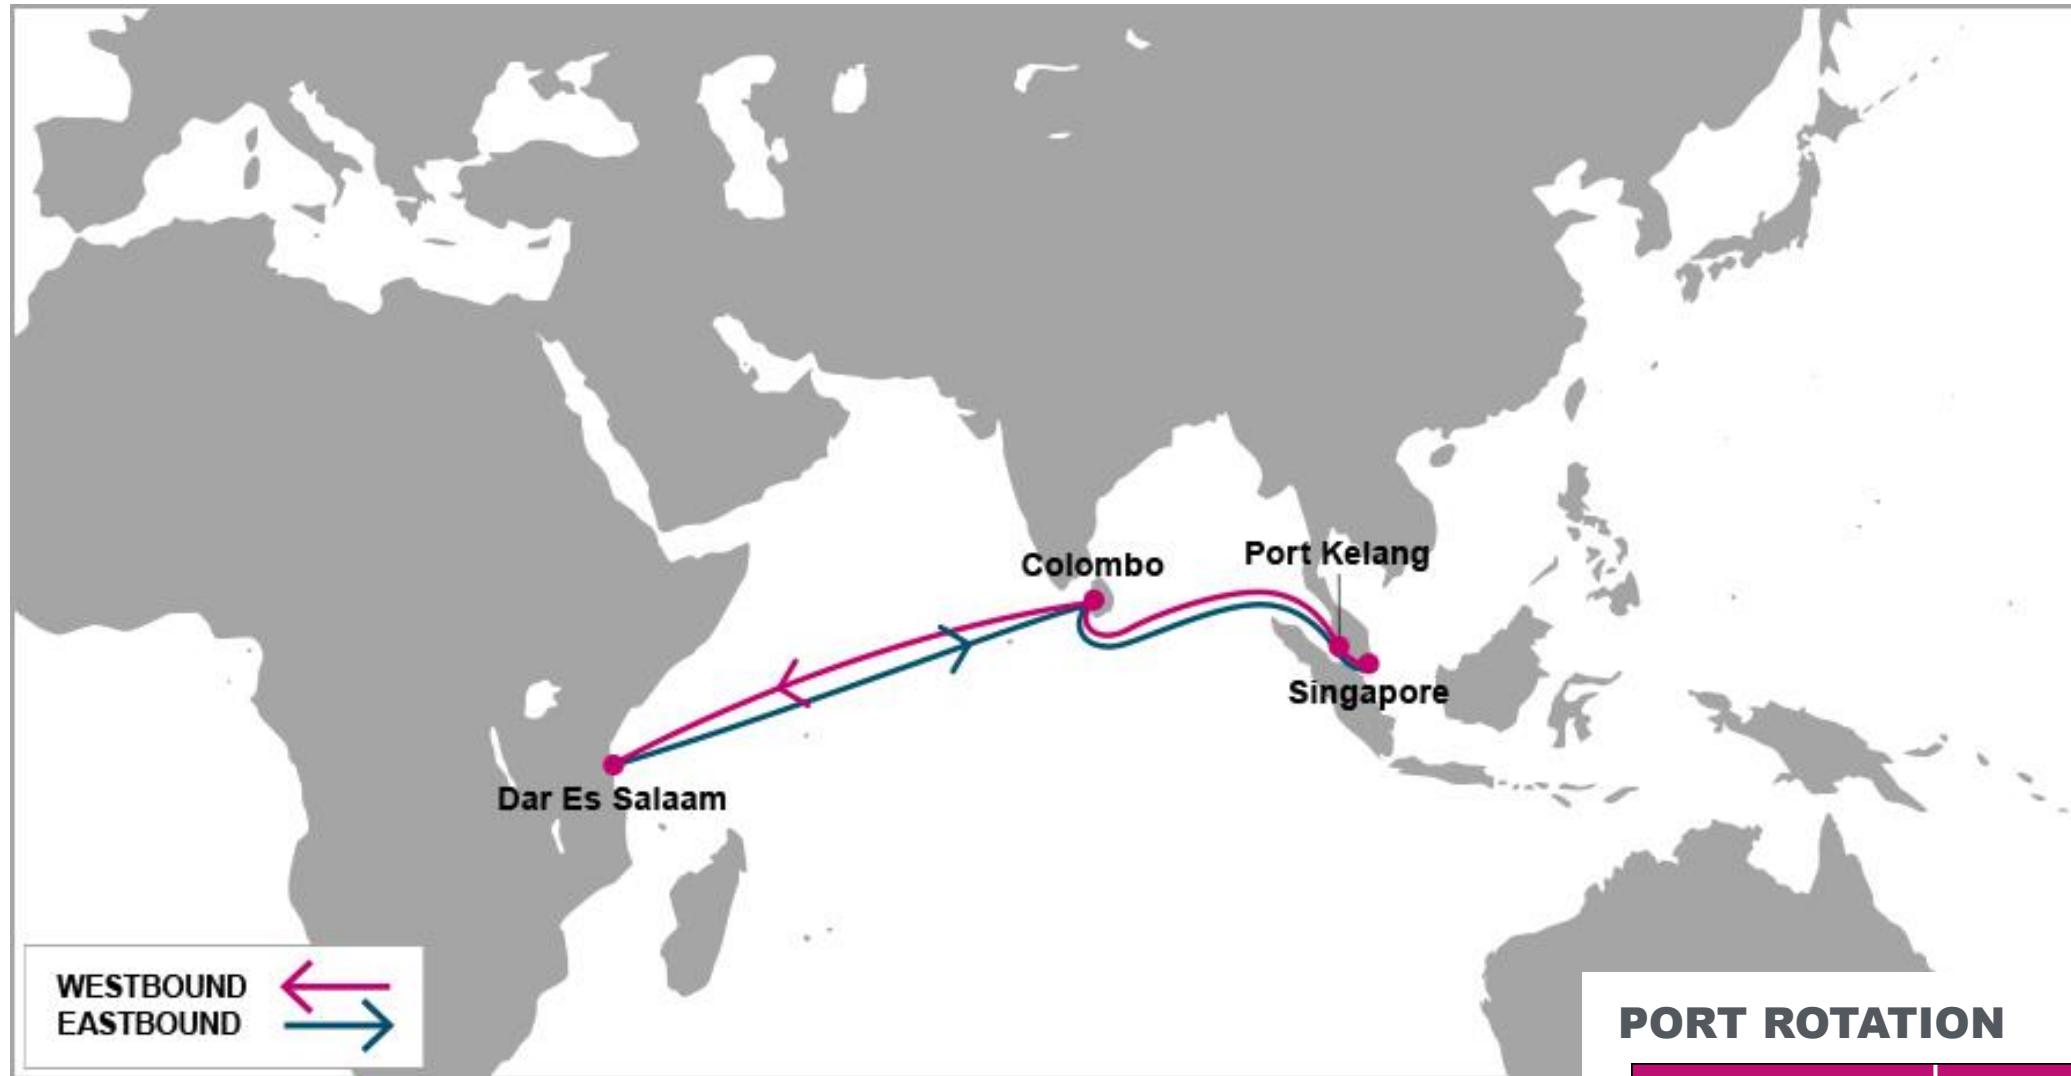 Colombo
Port Kelang
Singapore
Dar Es Salaam
WESTBOUND
EASTBOUND
PORT ROTATION